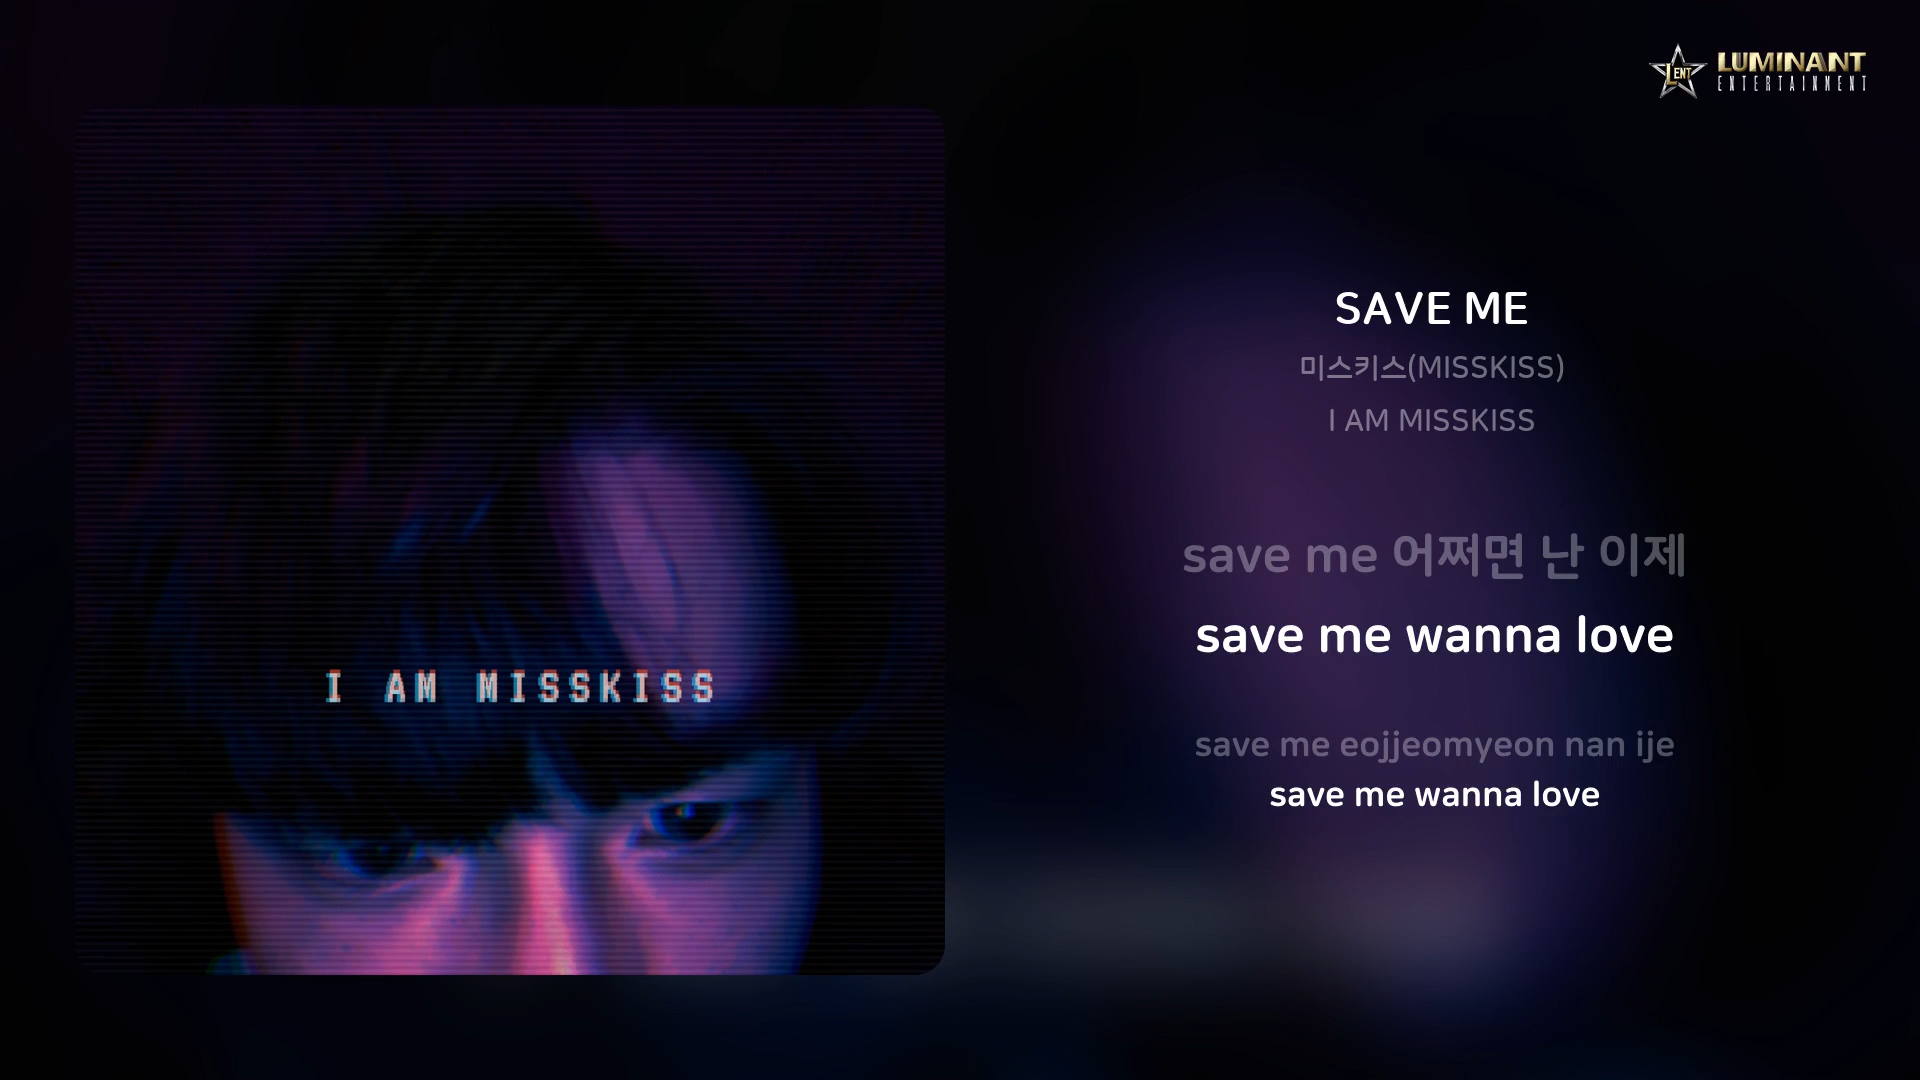 LENT
LUMINANT
ENTERTAINMENT
I AM MISSKISS
SAVE ME
미스키스(MISSKISS)
I AM MISSKISS
save me 어쩌면 난 이제
save me wanna love
save me eojjeomyeon nan ije
save me wanna love